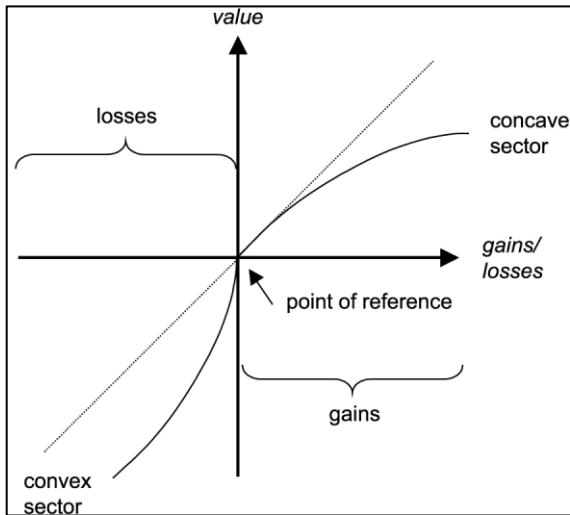 value
losses
concave
sector
gains/
losses
point of reference
gains
convex
sector